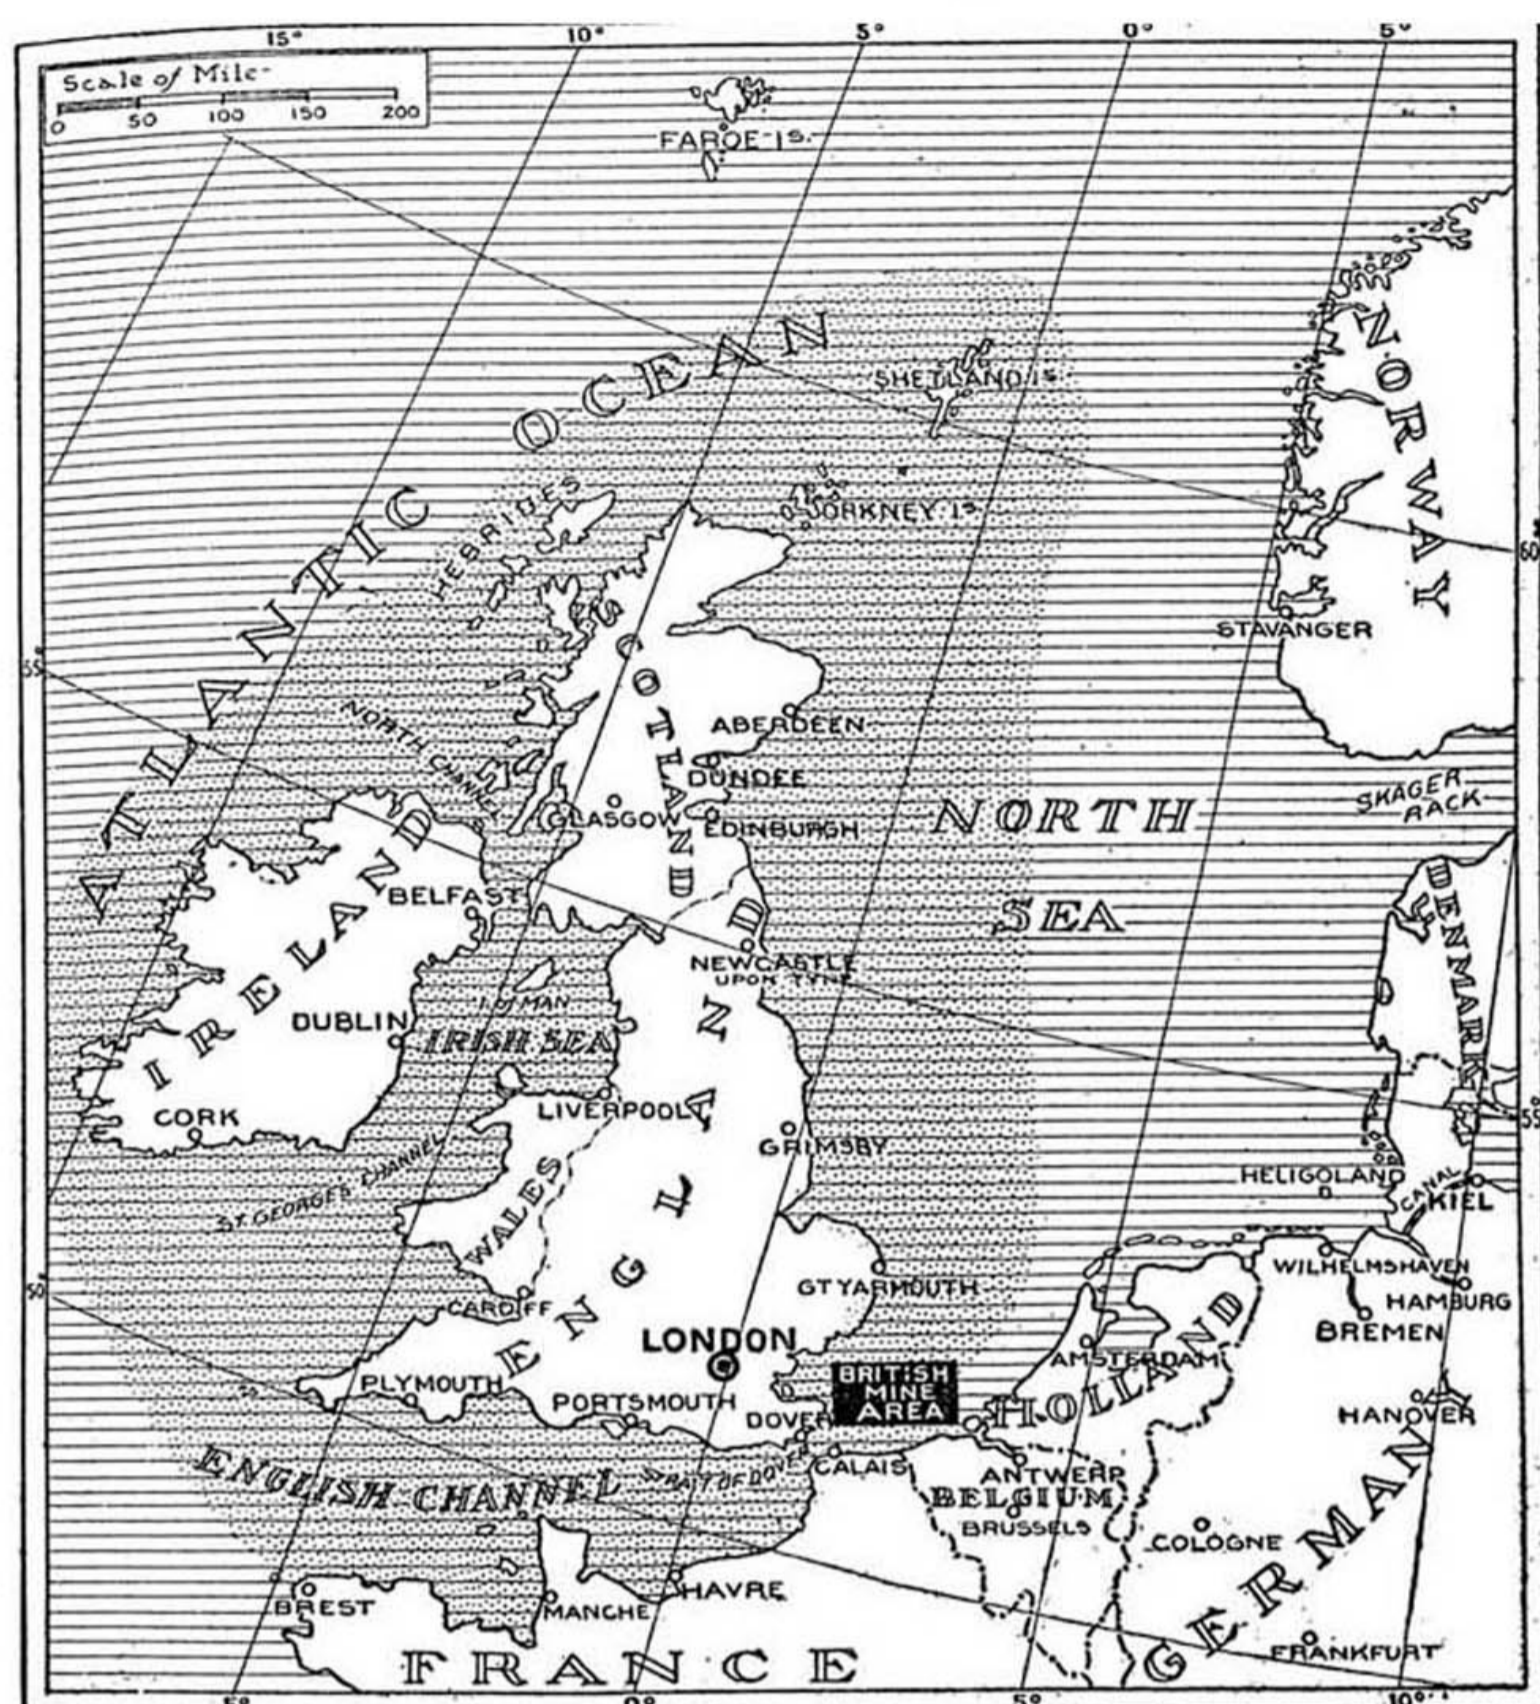 15° 10° 5° 0° 5°
Scale of Mile-
0 50 100 150 200
FAROE IS.
ATLANTIC OCEAN
NORWAY
SHETLAND IS
HEBRIDES
ORKNEY IS
60
STAVANGER
55°
SCOTLAND
NORTH CHANNEL
ABERDEEN
DUNDEE
GLASGOW
EDINBURGH
NORTH
SEA
SKAGER
RACK
DENMARK
IRELAND
BELFAST
NEWCASTLE
UPON TYNE
I of MAN
DUBLIN
IRISH SEA
ENGLAND
LIVERPOOL
CORK
GRIMSBY
55
ST. GEORGES CHANNEL
WALES
HELIGOLAND
CANAL
KIEL
WILHELMSHAVEN
50
CARDIFF
GT YARMOUTH
HAMBURG
BREMEN
LONDON
AMSTERDAM
HOLLAND
PLYMOUTH
PORTSMOUTH
DOVER
BRITISH
MINE
AREA
HANOVER
ENGLISH CHANNEL
STRAIT OF DOVER
CALAIS
ANTWERP
BELGIUM
BRUSSELS
COLOGNE
GERMANY
BREST
MANCHE
HAVRE
FRANCE
FRANKFURT
5° 0° 5° 10°